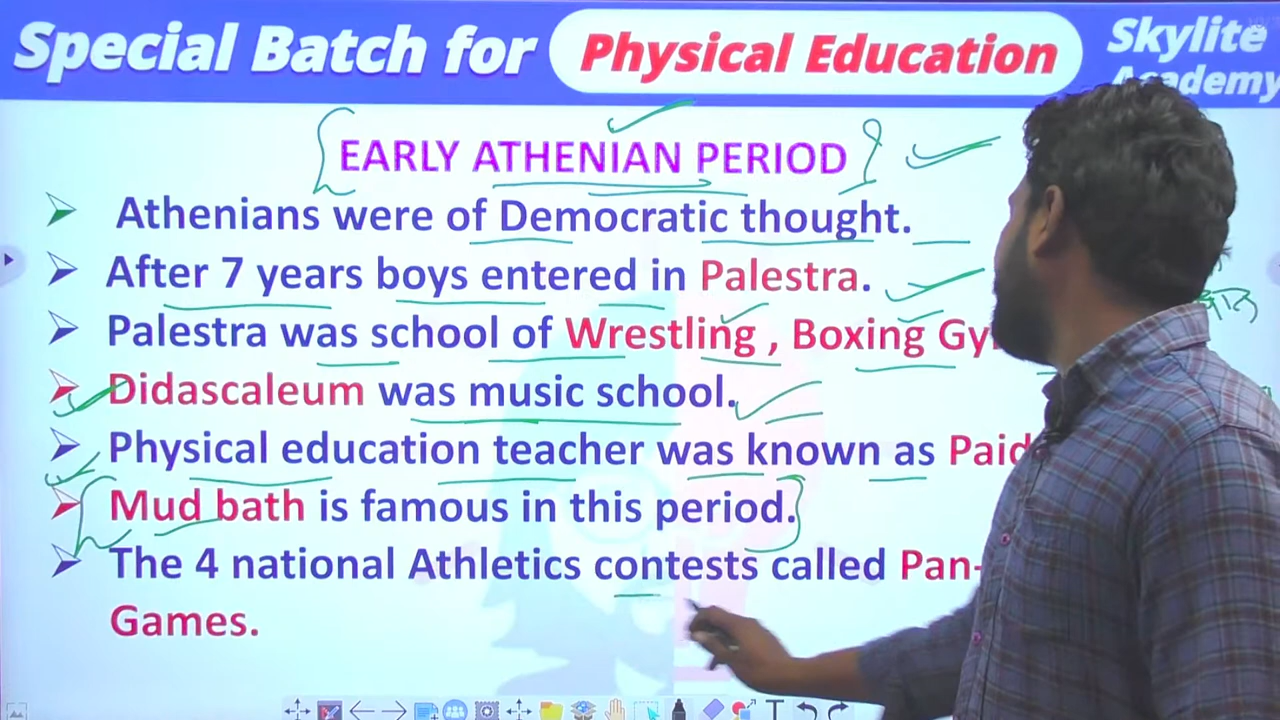 Special Batch for Physical Education Skylite Academy
EARLY ATHENIAN PERIOD
Athenians were of Democratic thought.
After 7 years boys entered in Palestra.
Palestra was school of Wrestling , Boxing
Didascaleum was music school.
Physical education teacher was known as
Mud bath is famous in this period.
The 4 national Athletics contests called Pan-
Games.